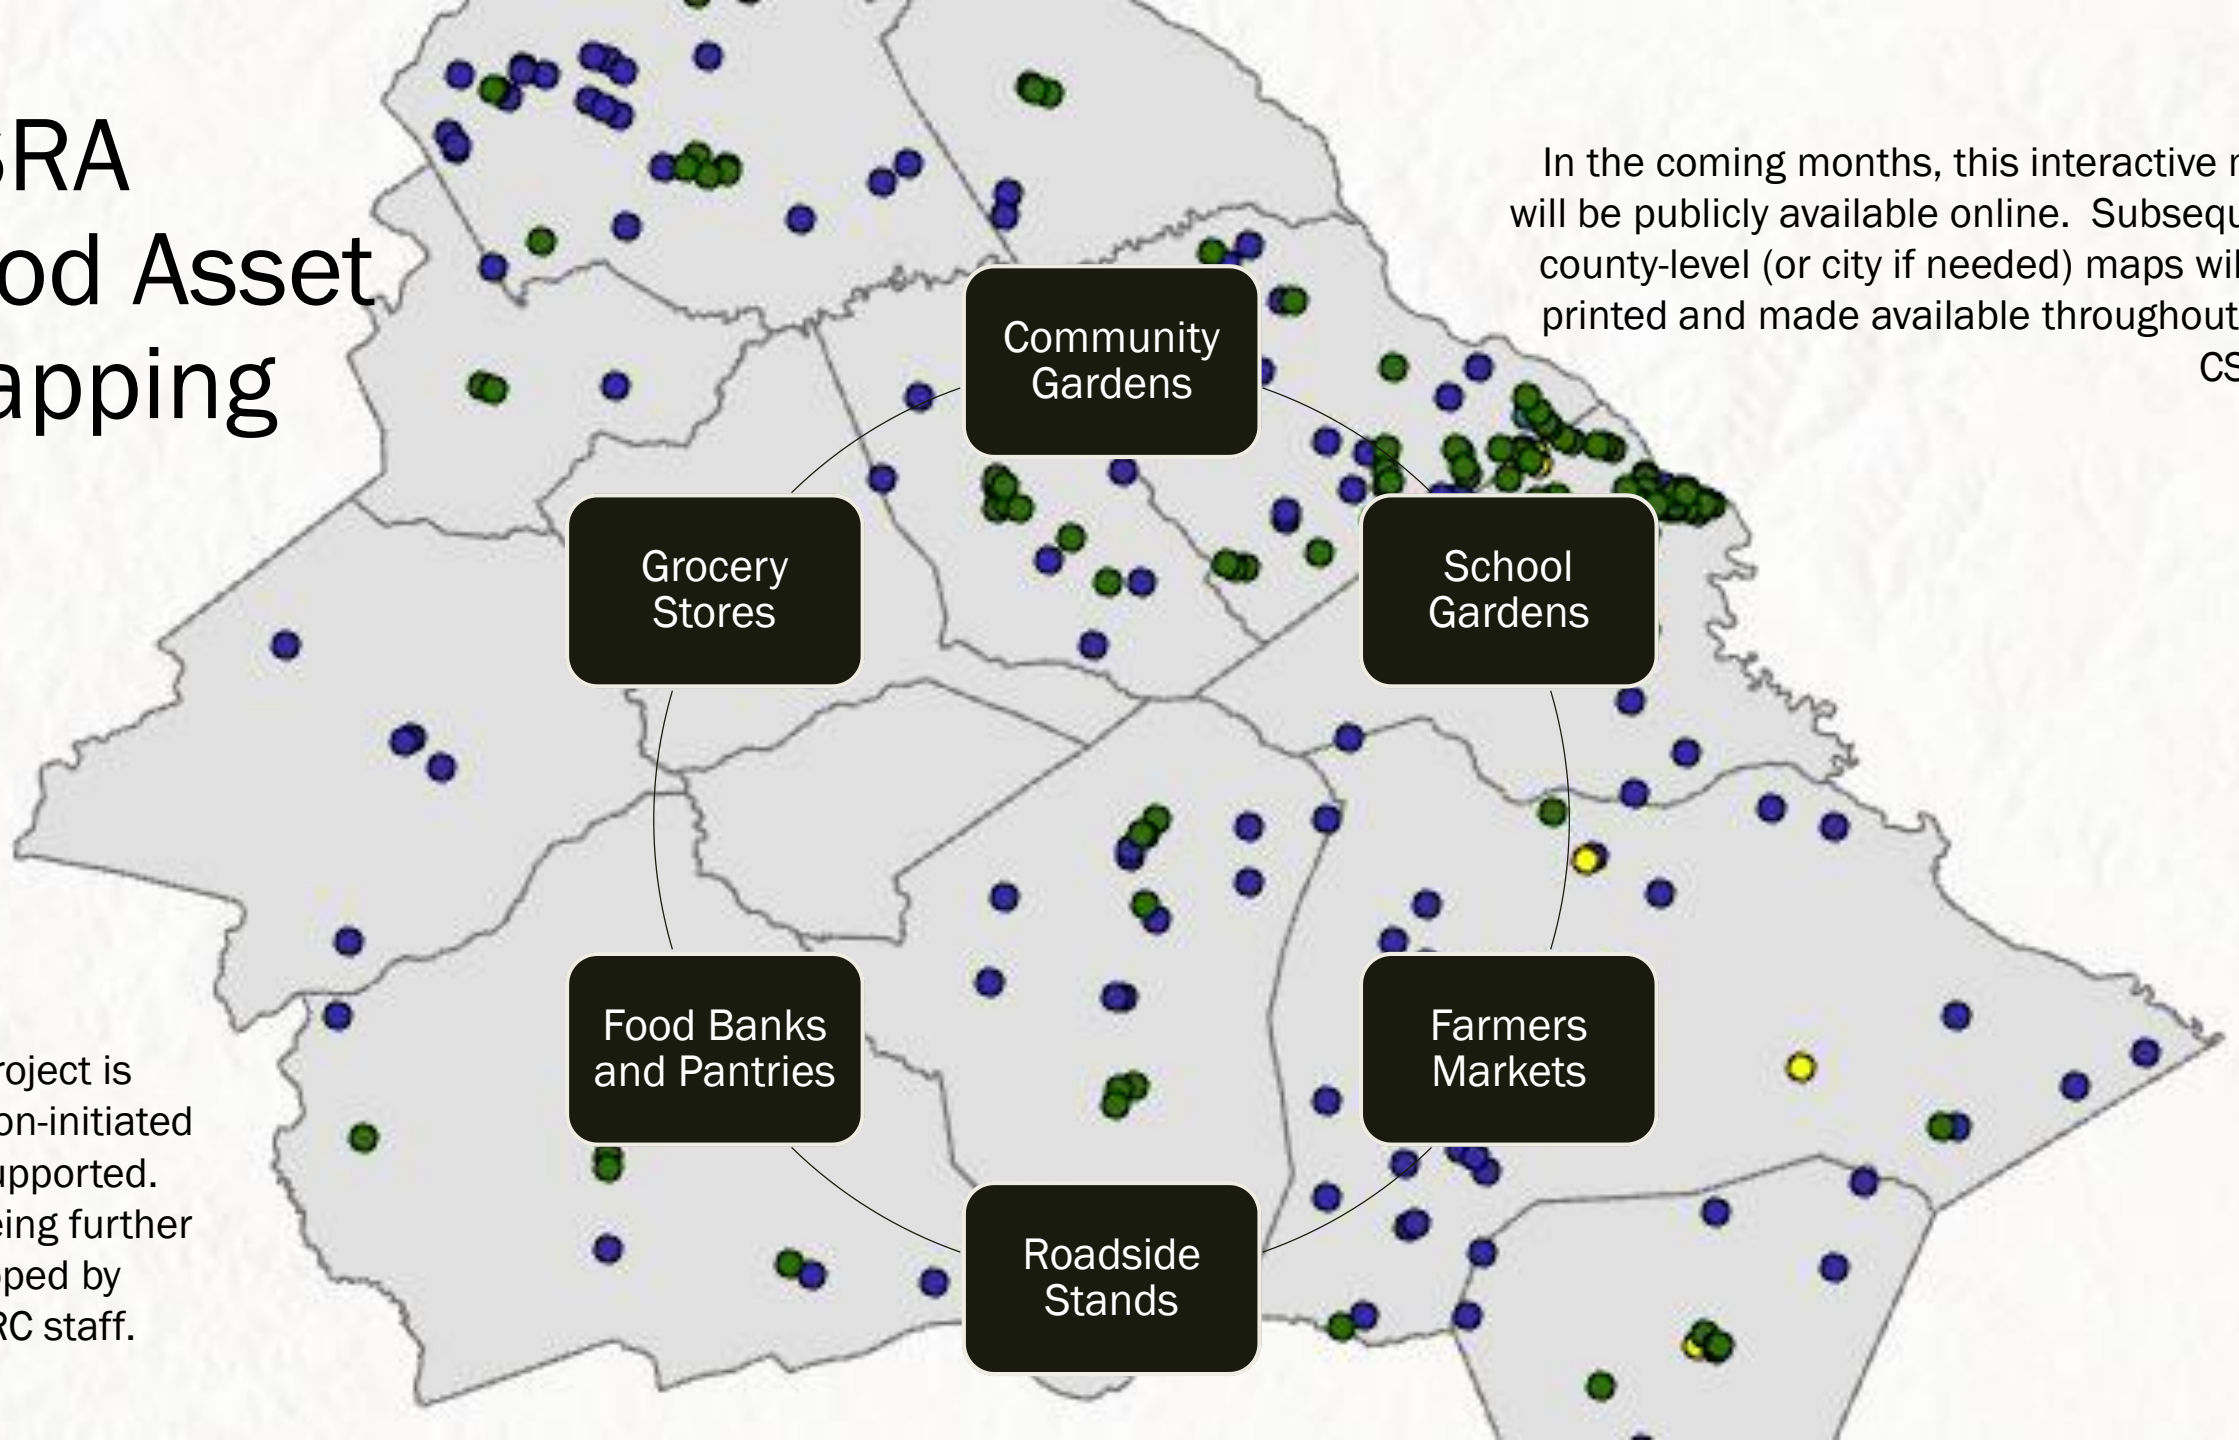 SRA
od Asset
apping
In the coming months, this interactive
will be publicly available online.  Subsequ
county-level (or city if needed) maps wil
printed and made available throughout
CS
Community
Gardens
Grocery
Stores
School
Gardens
Food Banks
and Pantries
Farmers
Markets
Roadside
Stands
roject is
on-initiated
upported.
eing further
ped by
RC staff.